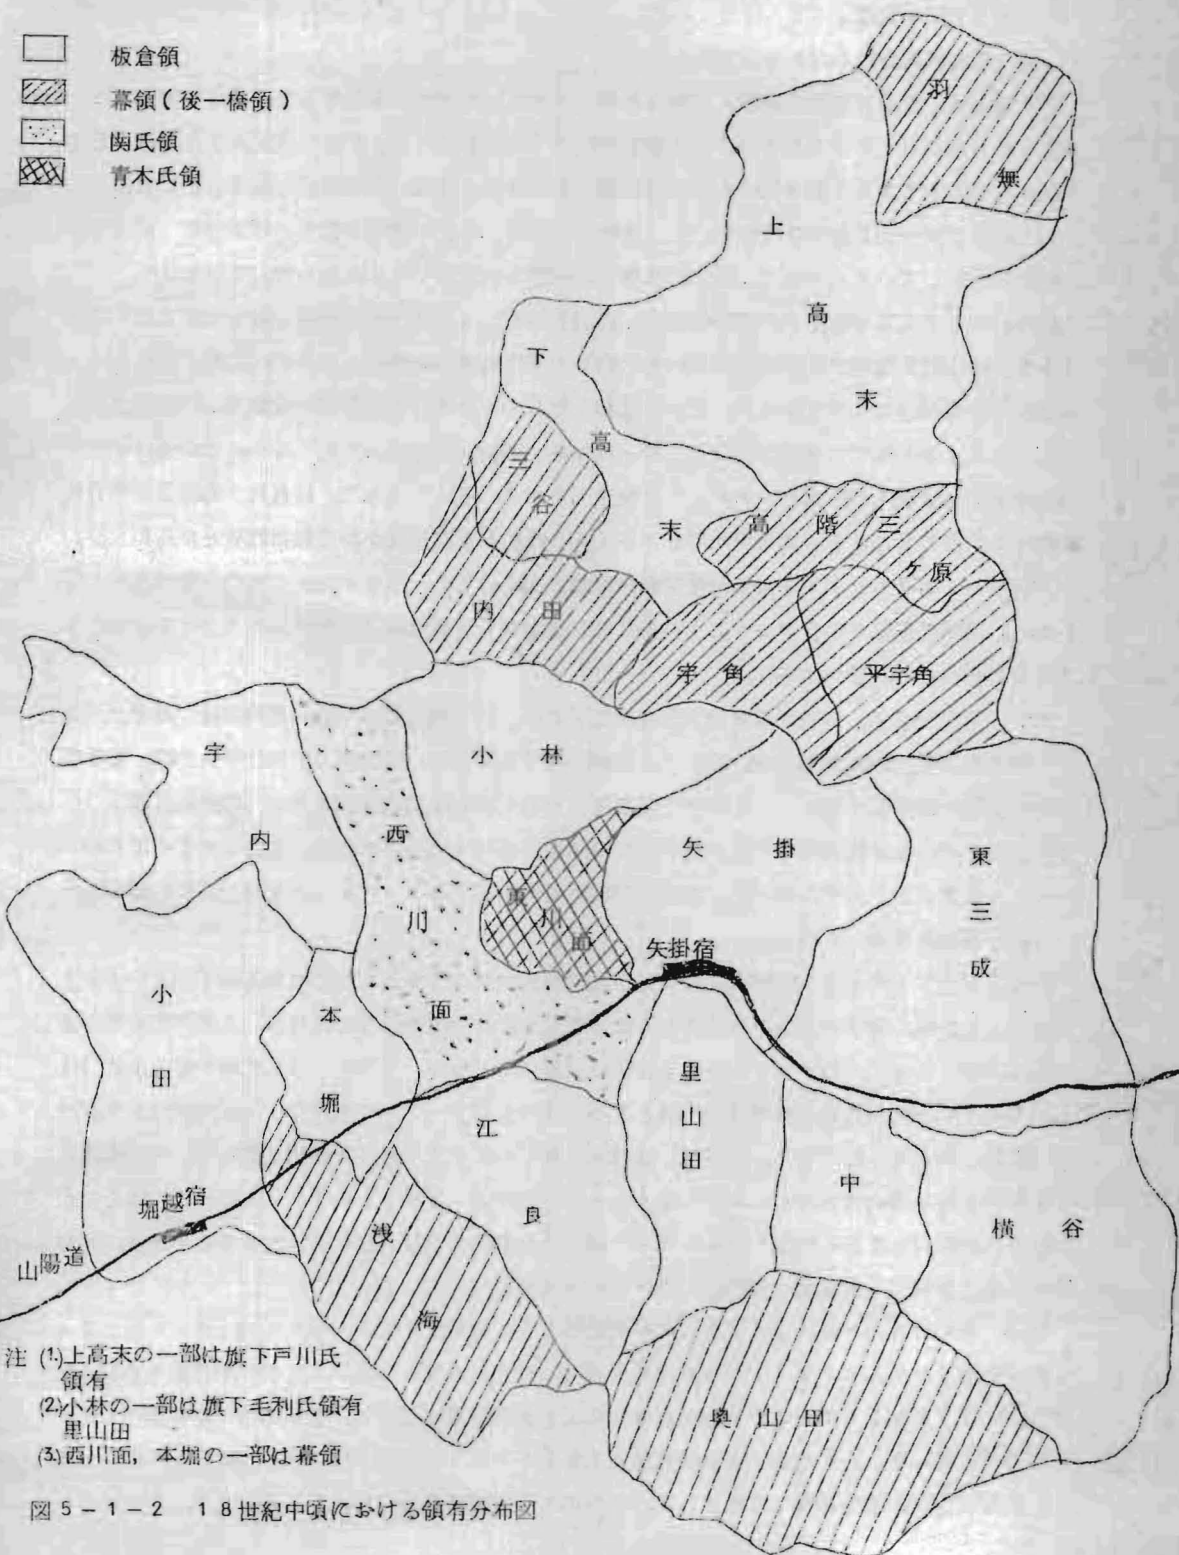 板倉領
幕領(後一橋領)
関氏領
青木氏領
羽無
上高末
下高末
三谷
高階
三ケ原
内田
宇角
平宇角
宇内
小林
西川面
東川面
矢掛
東三成
矢掛宿
小田
本堀
里山田
江良
中
横谷
堀越宿
浅海
山陽道
奥山田
注 (1)上高末の一部は旗下戸川氏
領有
(2)小林の一部は旗下毛利氏領有
里山田
(3)西川面,本堀の一部は幕領
図5-1-2 18世紀中頃における領有分布図